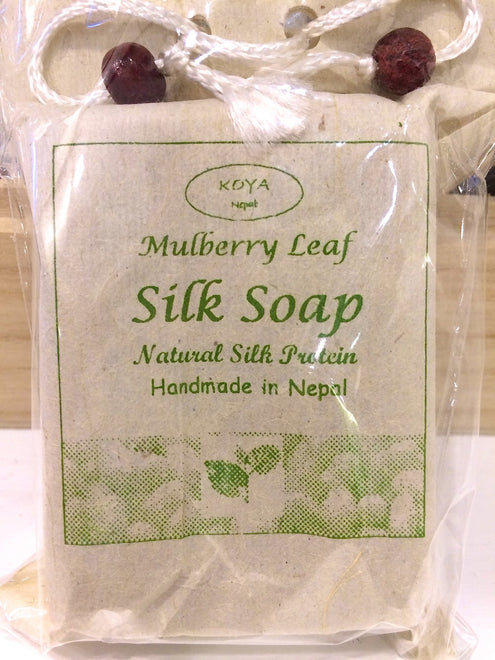 KOYA
Nepal
Mulberry Leaf
Silk Soap
Natural Silk Protein
Handmade in Nepal